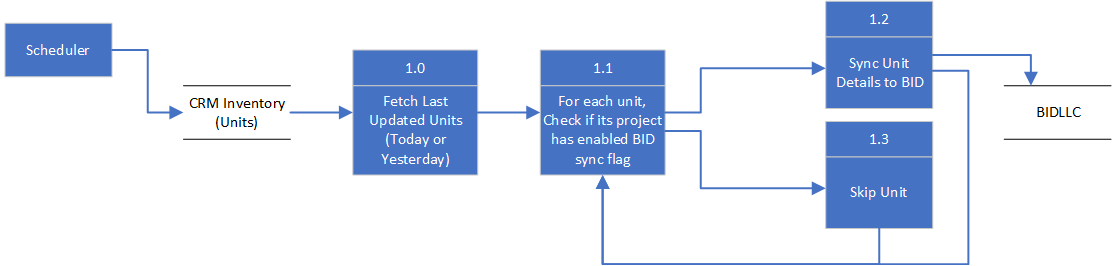 Scheduler
CRM Inventory
(Units)
1.0
Fetch Last
Updated Units
(Today or
Yesterday)
1.1
For each unit,
Check if its project
has enabled BID
sync flag
1.2
Sync Unit
Details to BID
1.3
Skip Unit
BIDLLC